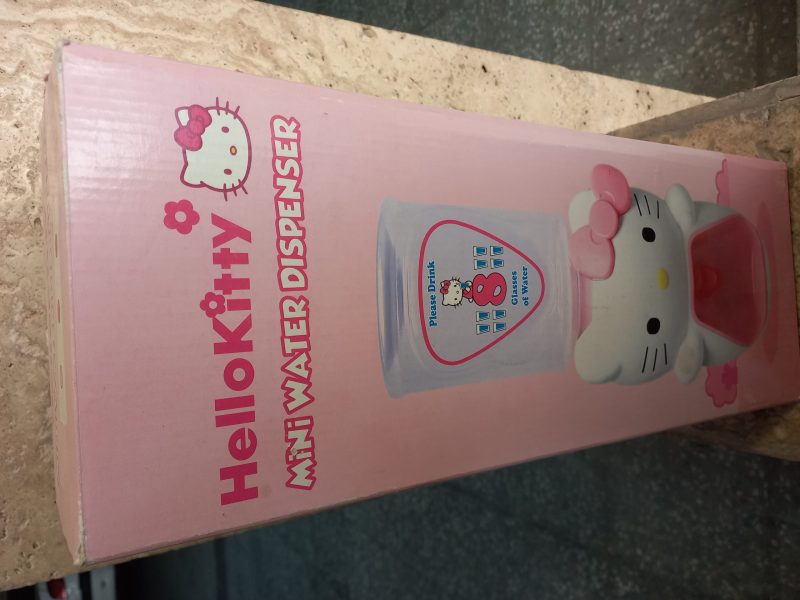 HelloKitty
MiNi WATER DISPENSER
Please Drink
8
Glasses
of Water